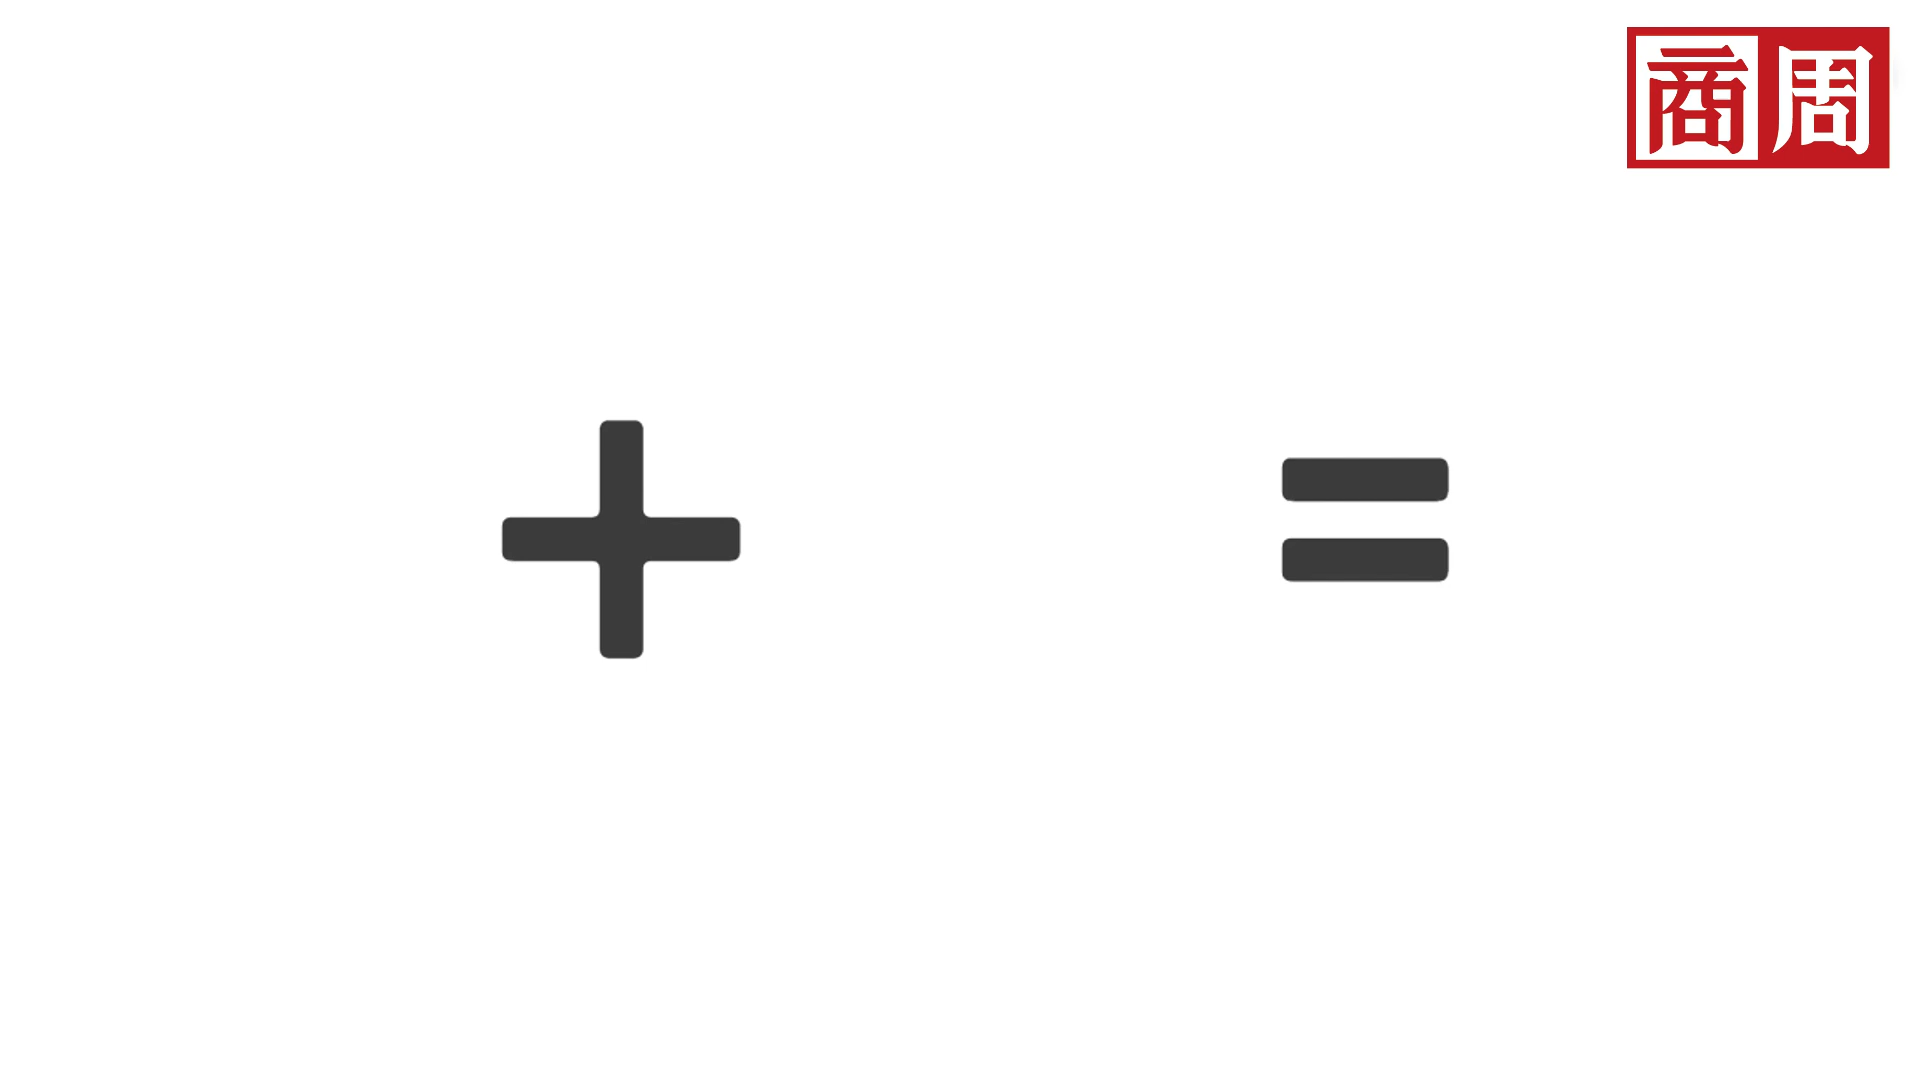 商周
+ =